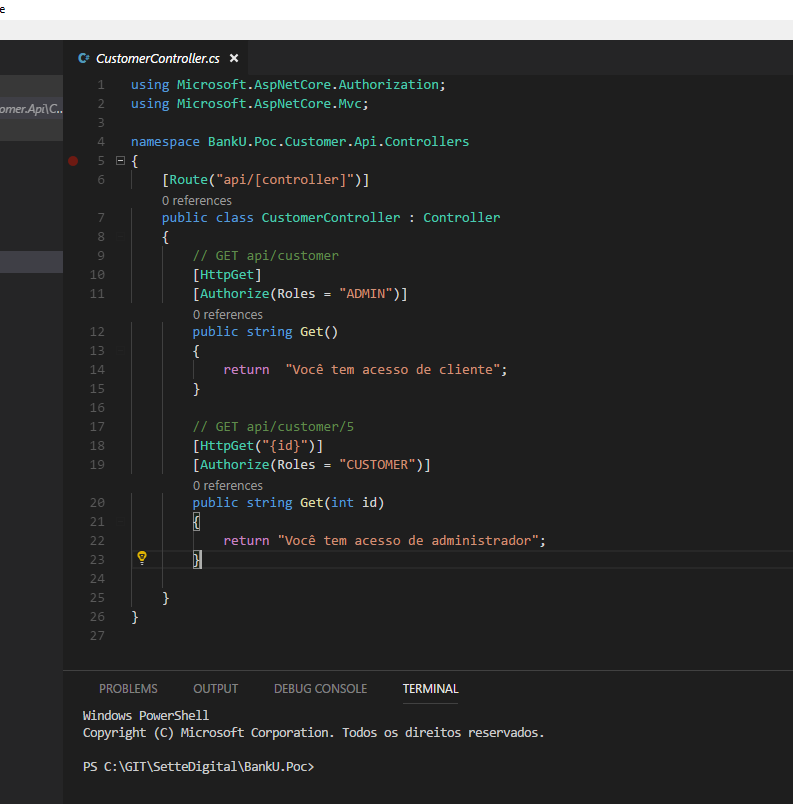 e
CustomerController.cs ×
omer.Api\C..
1 using Microsoft.AspNetCore.Authorization;
2 using Microsoft.AspNetCore.Mvc;
3
4 namespace BankU.Poc.Customer.Api.Controllers
5 {
6 [Route("api/[controller]")]
0 references
7 public class CustomerController : Controller
8 {
9 // GET api/customer
10 [HttpGet]
11 [Authorize(Roles = "ADMIN")]
0 references
12 public string Get()
13 {
14 return  "Você tem acesso de cliente";
15 }
16
17 // GET api/customer/5
18 [HttpGet("{id}")]
19 [Authorize(Roles = "CUSTOMER")]
0 references
20 public string Get(int id)
21 {
22 return "Você tem acesso de administrador";
23 }
24
25 }
26 }
27
PROBLEMS OUTPUT DEBUG CONSOLE TERMINAL
Windows PowerShell
Copyright (C) Microsoft Corporation. Todos os direitos reservados.
PS C:\GIT\SetteDigital\BankU.Poc>